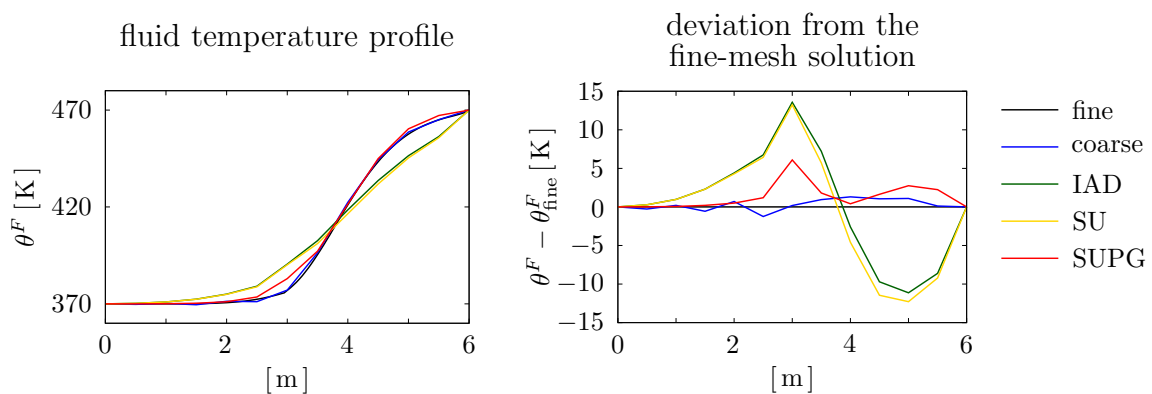 fluid temperature profile
θ^F [K]
470
420
370
0 2 4 6
[m]
deviation from the
fine-mesh solution
θ^F − θ^F_fine [K]
15
10
5
0
−5
−10
−15
0 2 4 6
[m]
fine
coarse
IAD
SU
SUPG